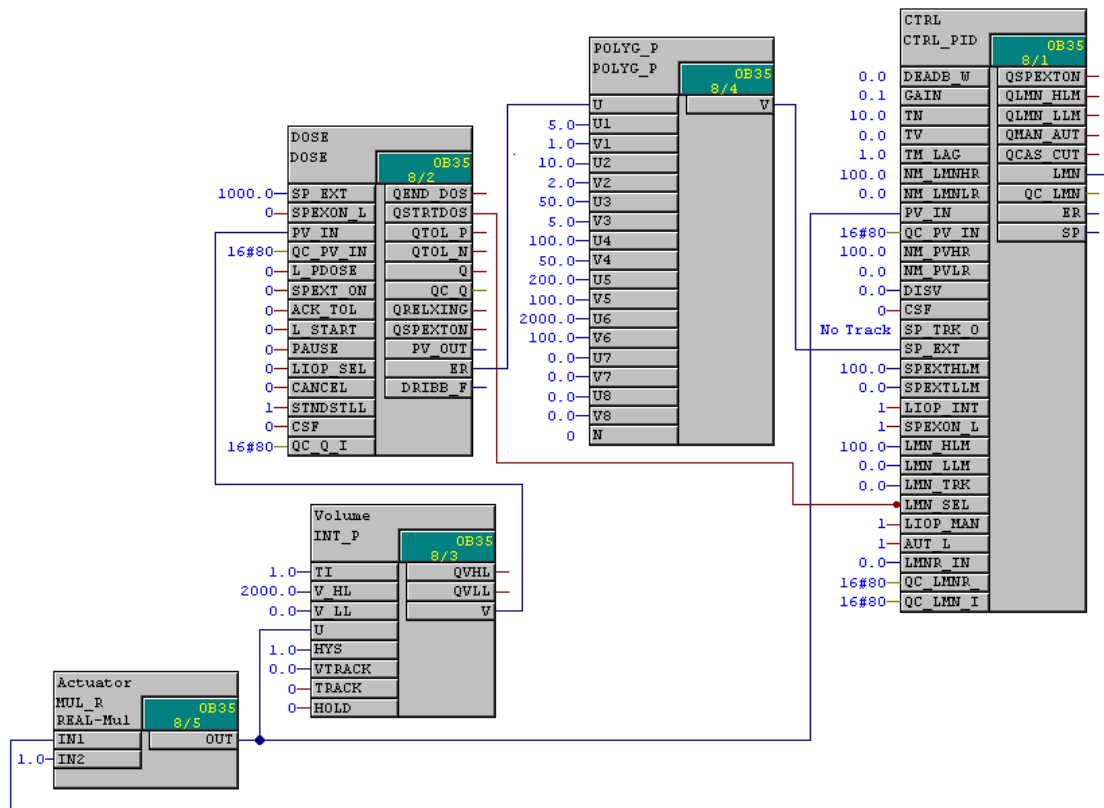 DOSE
DOSE
OB35
8/2
1000.0 SP_EXT QEND_DOS
0 SPEXON_L QSTRTDOS
PV_IN QTOL_P
16#80 QC_PV_IN QTOL_N
0 L_PDOSE Q
0 SPEXT_ON QC_Q
0 ACK_TOL QRELXING
0 L_START QSPEXTON
0 PAUSE PV_OUT
0 LIOP_SEL ER
0 CANCEL DRIBB_F
1 STNDSTLL
0 CSF
16#80 QC_Q_I
POLYG_P
POLYG_P
OB35
8/4
U V
5.0 U1
1.0 V1
10.0 U2
2.0 V2
50.0 U3
5.0 V3
100.0 U4
50.0 V4
200.0 U5
100.0 V5
2000.0 U6
100.0 V6
0.0 U7
0.0 V7
0.0 U8
0.0 V8
0 N
CTRL
CTRL_PID
OB35
8/1
0.0 DEADB_W QSPEXTON
0.1 GAIN QLMN_HLM
10.0 TN QLMN_LLM
0.0 TV QMAN_AUT
1.0 TM_LAG QCAS_CUT
100.0 NM_LMNHR LMN
0.0 NM_LMNLR QC_LMN
PV_IN ER
16#80 QC_PV_IN SP
100.0 NM_PVHR
0.0 NM_PVLR
0.0 DISV
0 CSF
No Track SP_TRK_O
SP_EXT
100.0 SPEXTHLM
0.0 SPEXTLLM
1 LIOP_INT
1 SPEXON_L
100.0 LMN_HLM
0.0 LMN_LLM
0.0 LMN_TRK
LMN_SEL
1 LIOP_MAN
1 AUT_L
0.0 LMNR_IN
16#80 QC_LMNR_
16#80 QC_LMN_I
Volume
INT_P
OB35
8/3
1.0 TI QVHL
2000.0 V_HL QVLL
0.0 V_LL V
U
1.0 HYS
0.0 VTRACK
0 TRACK
0 HOLD
Actuator
MUL_R
REAL-Mul
OB35
8/5
IN1 OUT
1.0 IN2